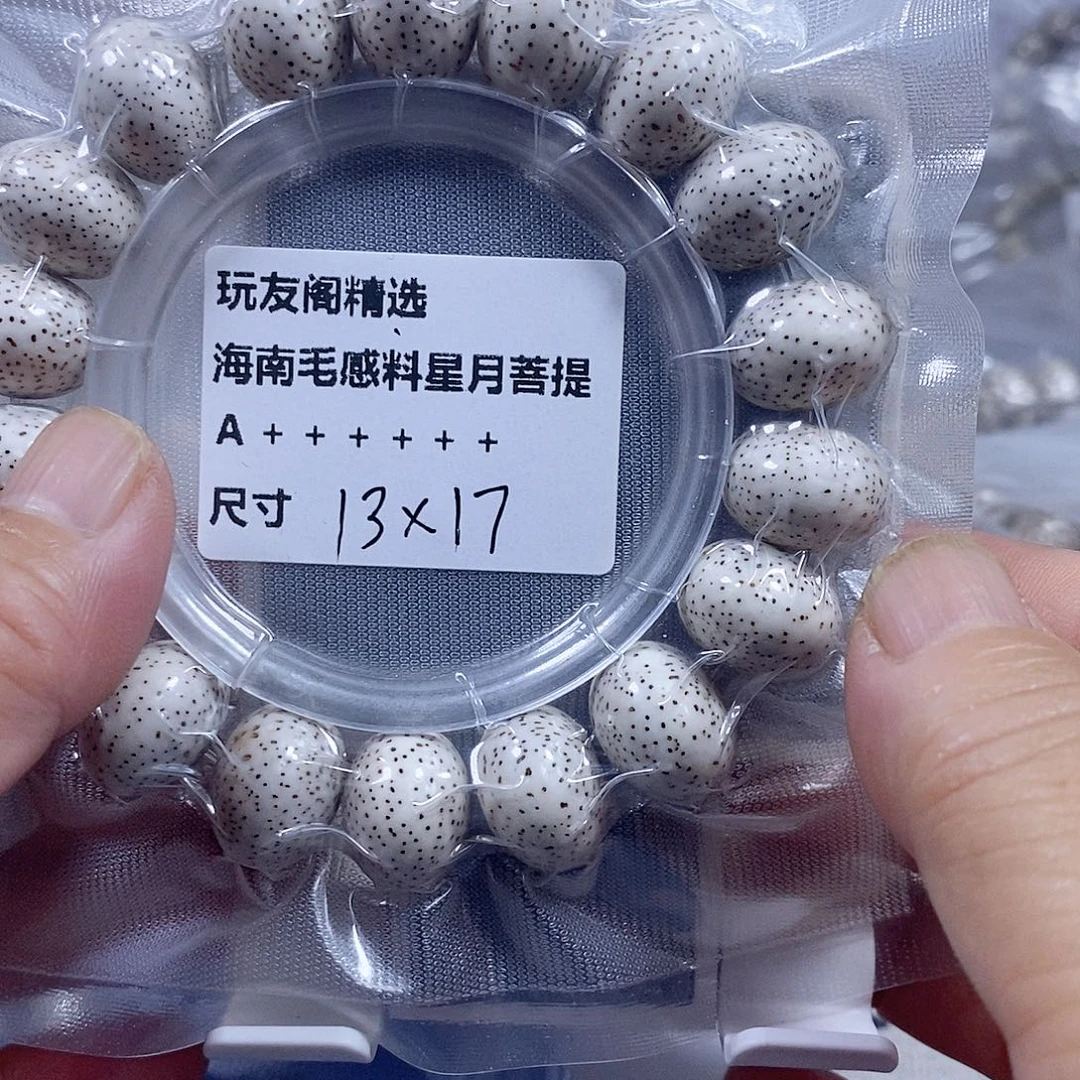 玩友阁精选
海南毛感料星月菩提
A + + + + + +
尺寸 13×17